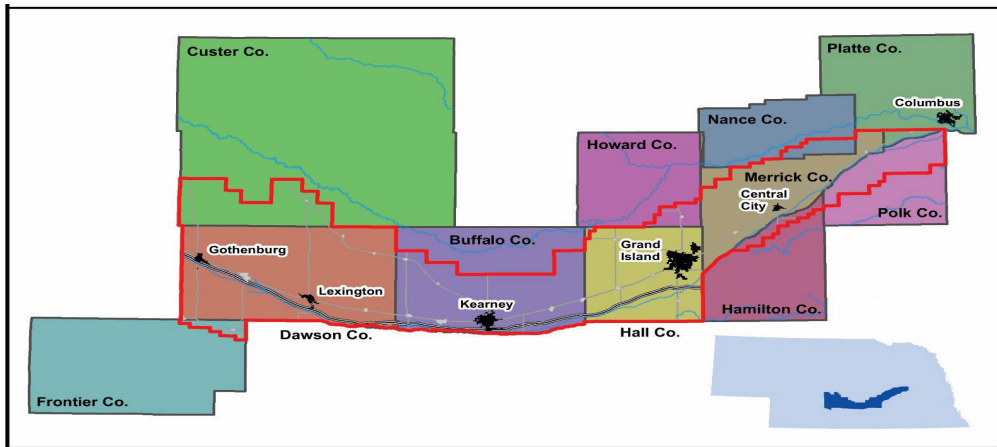 Custer Co.
Platte Co.
Columbus
Nance Co.
Howard Co.
Merrick Co.
Central
City
Polk Co.
Buffalo Co.
Grand
Island
Gothenburg
Lexington
Kearney
Hamilton Co.
Dawson Co.
Hall Co.
Frontier Co.